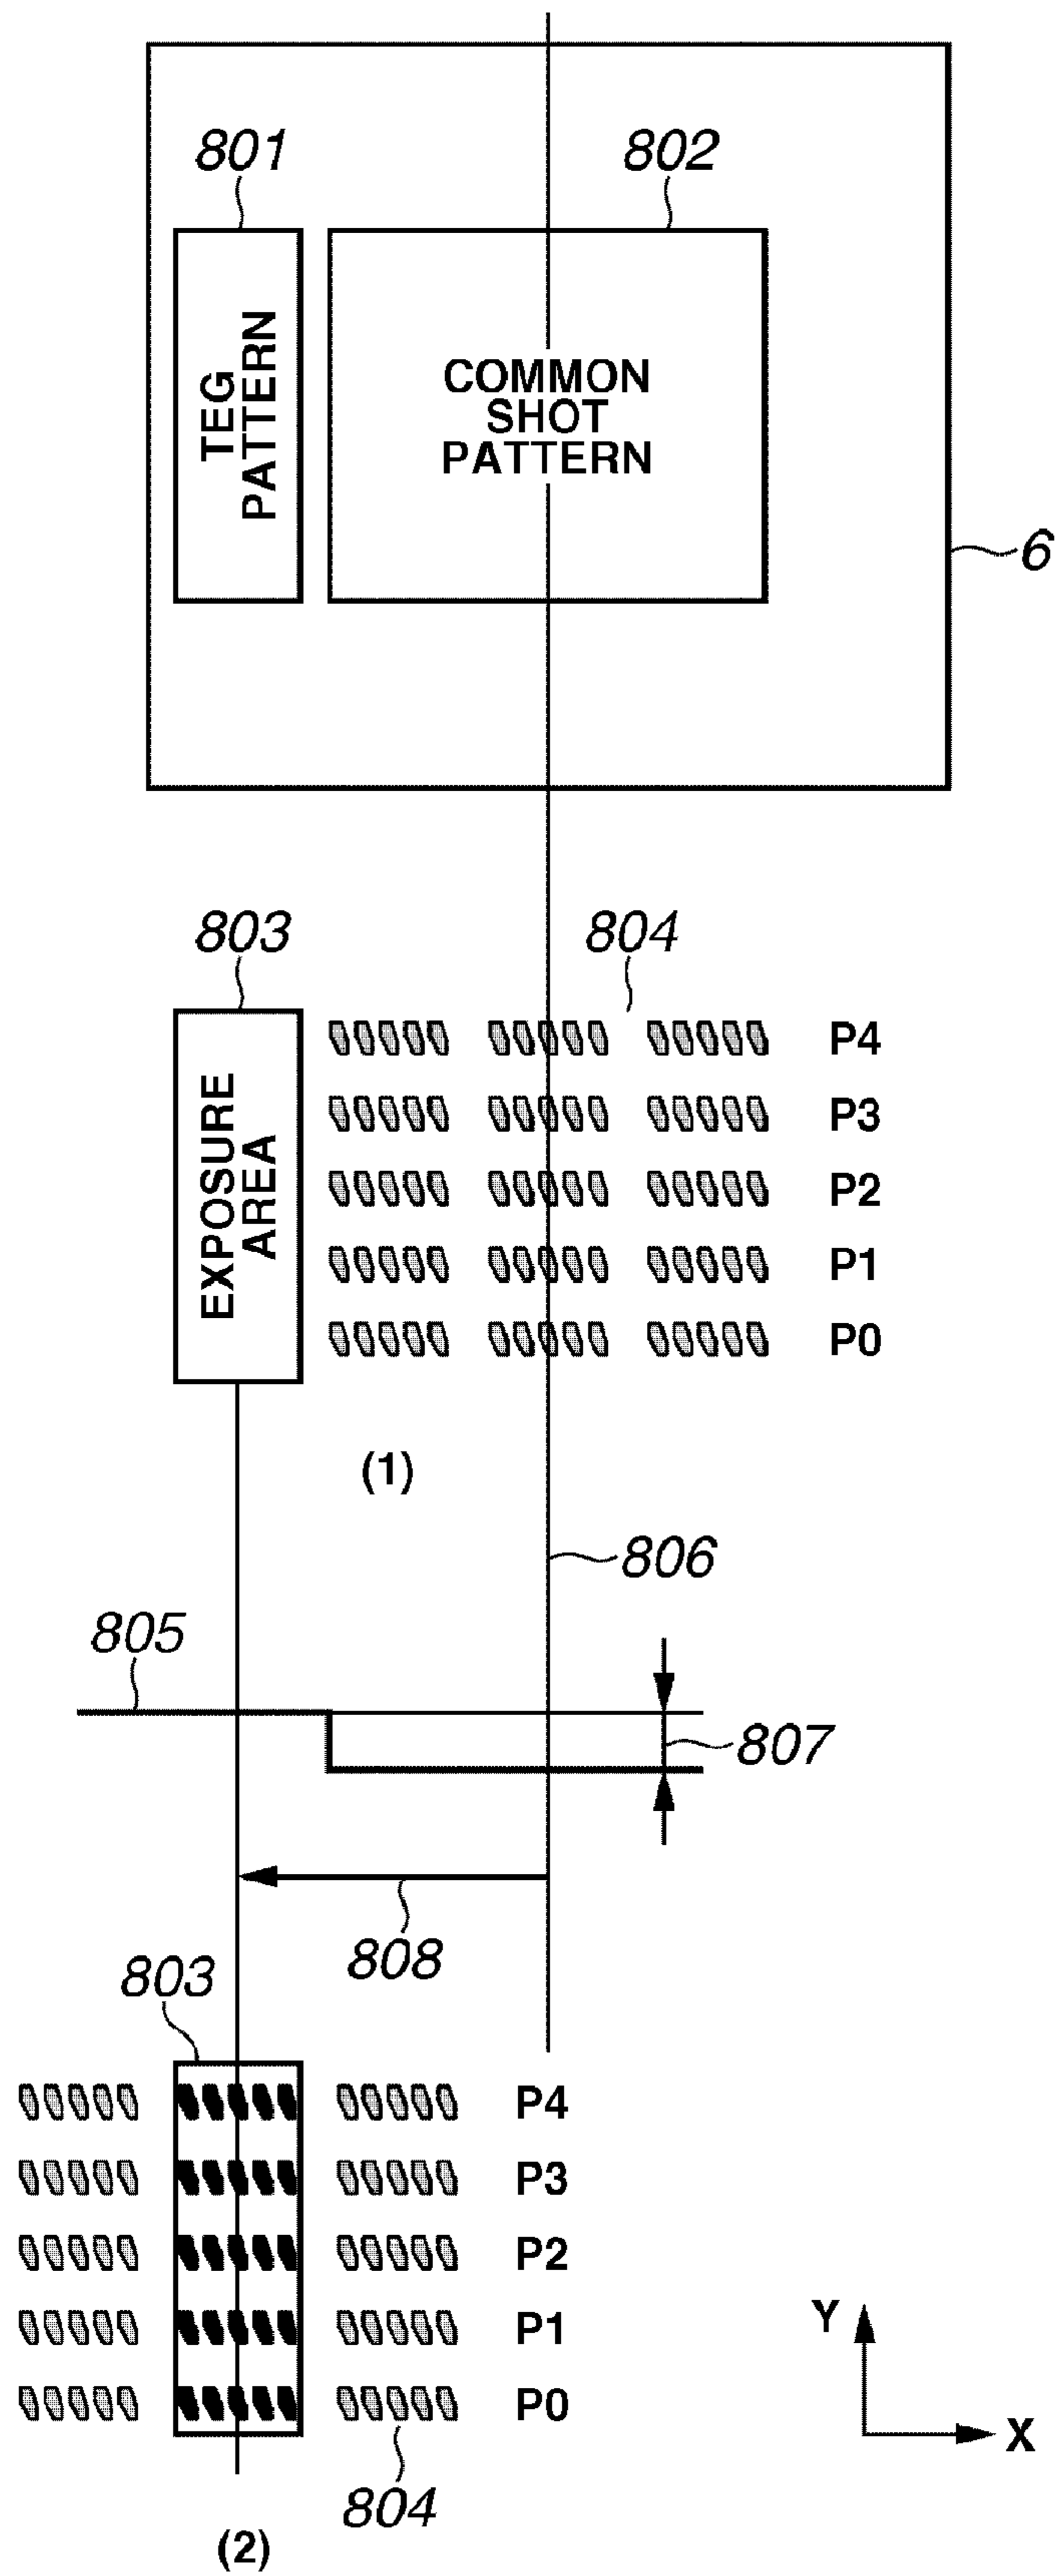 801
802
TEG
PATTERN
COMMON
SHOT
PATTERN
6
803
804
EXPOSURE
AREA
P4
P3
P2
P1
P0
(1)
806
805
807
808
803
P4
P3
P2
P1
P0
804
Y
X
(2)